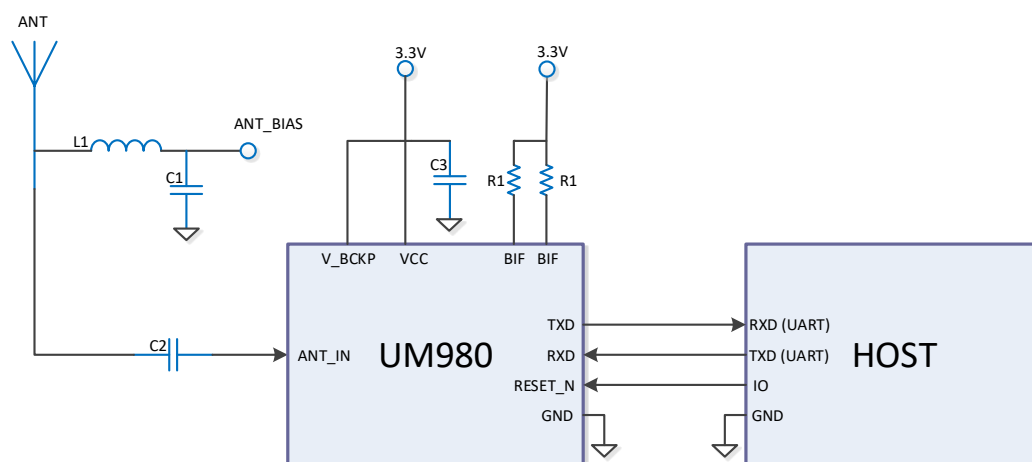 ANT
3.3V
3.3V
L1
ANT_BIAS
C1
C3
R1
R1
V_BCKP
VCC
BIF
BIF
TXD
RXD (UART)
C2
ANT_IN
UM980
RXD
TXD (UART)
HOST
RESET_N
IO
GND
GND